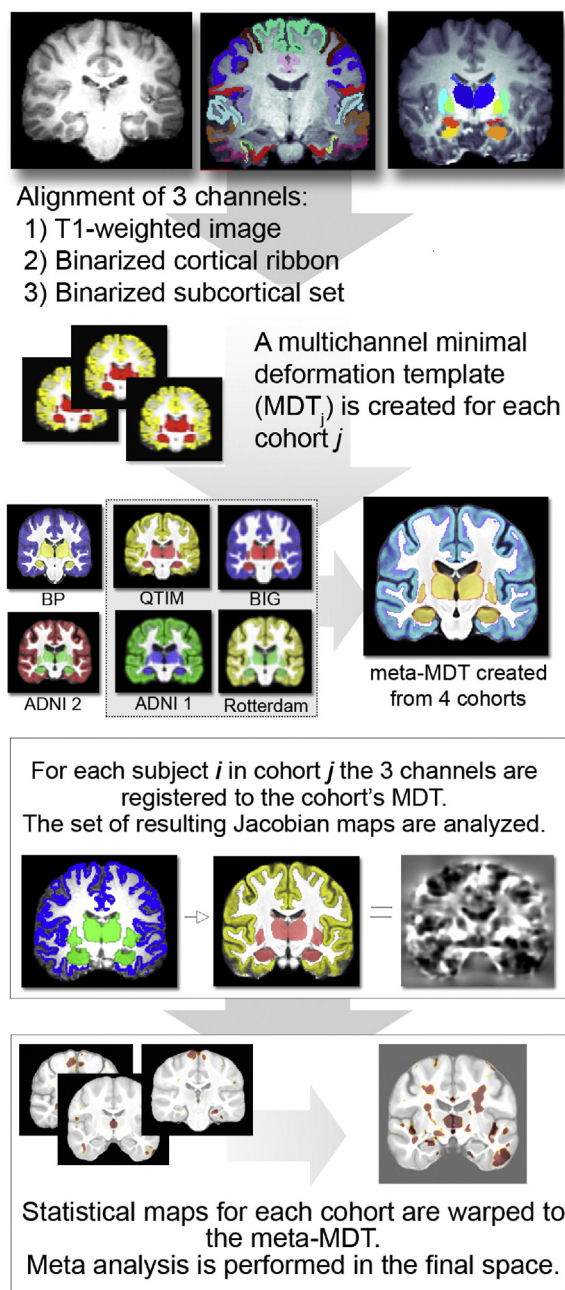 Alignment of 3 channels:
1) T1-weighted image
2) Binarized cortical ribbon
3) Binarized subcortical set
A multichannel minimal
deformation template
(MDTj) is created for each
cohort j
BP
QTIM
BIG
ADNI 2
ADNI 1
Rotterdam
meta-MDT created
from 4 cohorts
For each subject i in cohort j the 3 channels are
registered to the cohort's MDT.
The set of resulting Jacobian maps are analyzed.
Statistical maps for each cohort are warped to
the meta-MDT.
Meta analysis is performed in the final space.